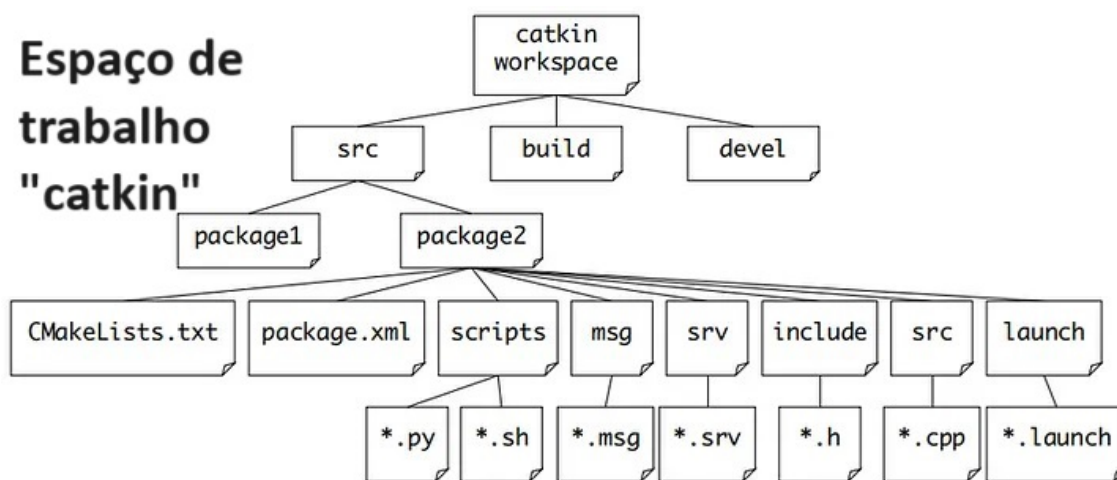 Espaço de
trabalho
"catkin"
catkin
workspace
src
build
devel
package1
package2
CMakeLists.txt
package.xml
scripts
msg
srv
include
src
launch
*.py
*.sh
*.msg
*.srv
*.h
*.cpp
*.launch